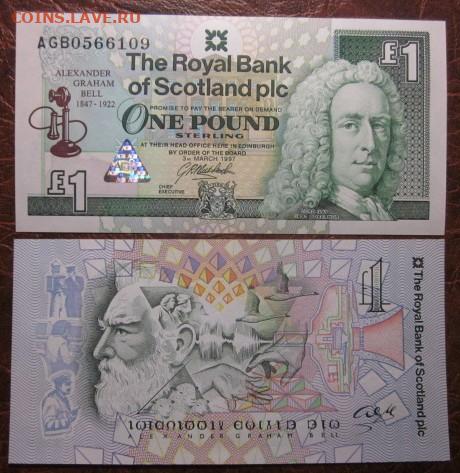 COINS.LAVE.RU
AGB0566109
£1
ALEXANDER
GRAHAM
BELL
1847 - 1922
The Royal Bank
of Scotland plc
PROMISE TO PAY THE BEARER ON DEMAND
ONE POUND
STERLING
AT THEIR HEAD OFFICE HERE IN EDINBURGH
BY ORDER OF THE BOARD
3RD MARCH 1997
CHIEF
EXECUTIVE
£1
£1
The Royal Bank
of Scotland plc
ALEXANDER GRAHAM BELL